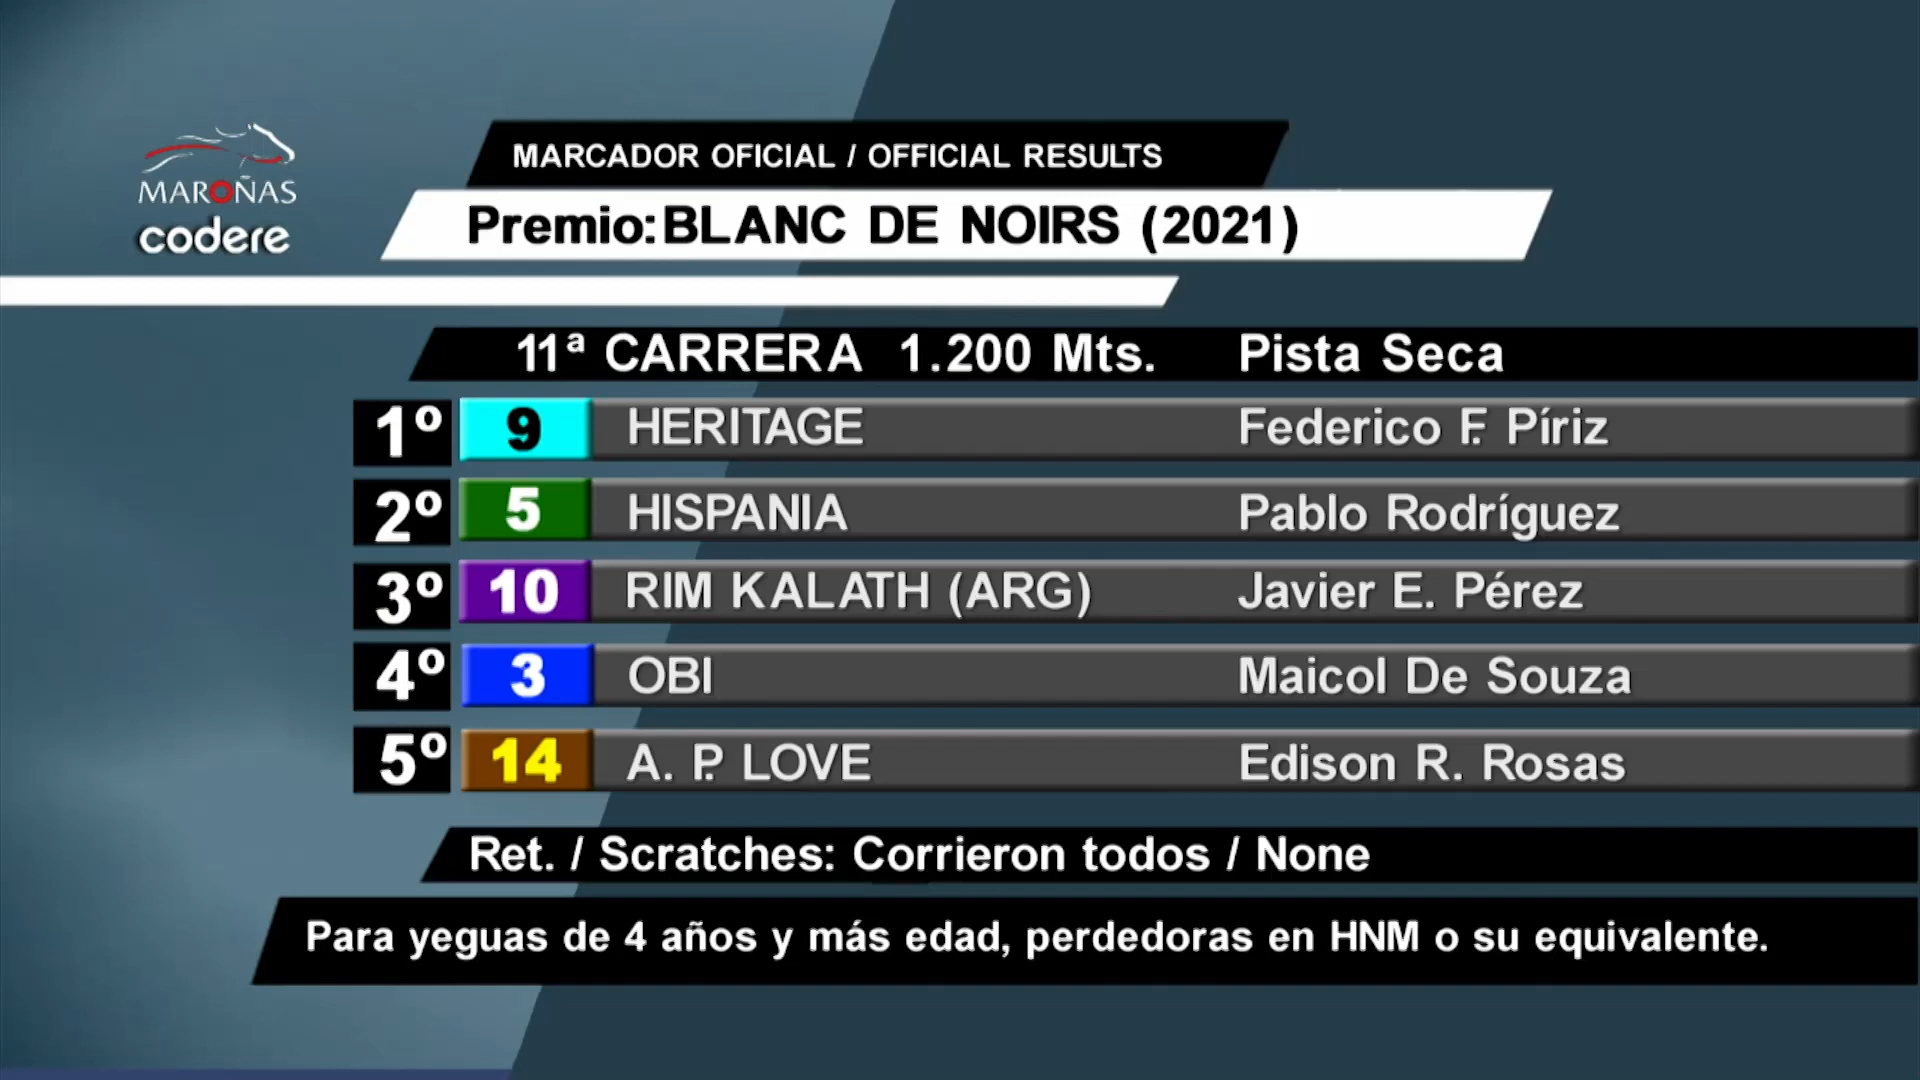 MAROÑAS
codere
MARCADOR OFICIAL / OFFICIAL RESULTS
Premio:BLANC DE NOIRS (2021)
11ª CARRERA 1.200 Mts. Pista Seca
1º 9 HERITAGE Federico F. Píriz
2º 5 HISPANIA Pablo Rodríguez
3º 10 RIM KALATH (ARG) Javier E. Pérez
4º 3 OBI Maicol De Souza
5º 14 A. P. LOVE Edison R. Rosas
Ret. / Scratches: Corrieron todos / None
Para yeguas de 4 años y más edad, perdedoras en HNM o su equivalente.